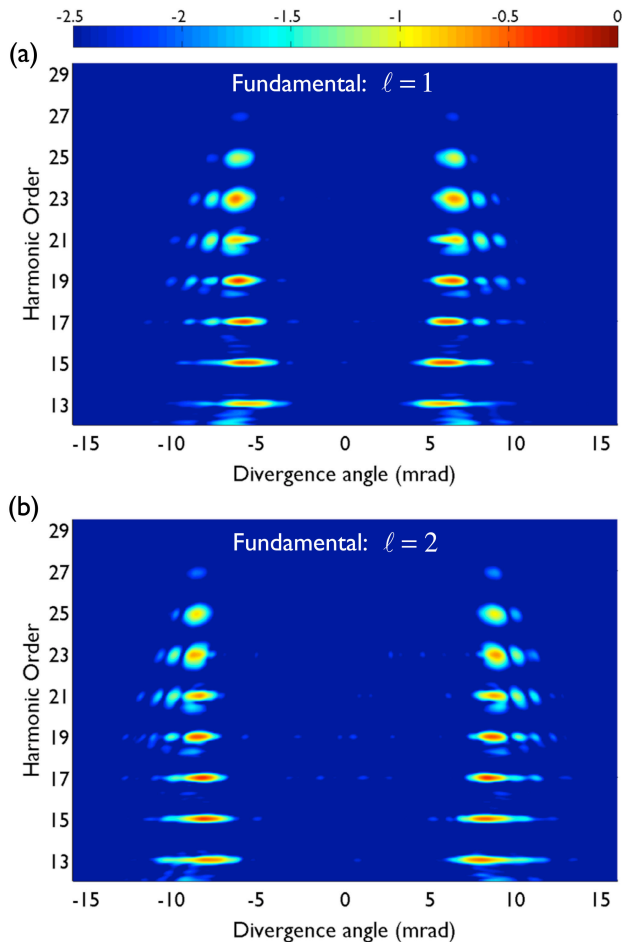 -2.5 -2 -1.5 -1 -0.5 0
(a)
Fundamental: ℓ = 1
Harmonic Order
29
27
25
23
21
19
17
15
13
-15 -10 -5 0 5 10 15
Divergence angle (mrad)
(b)
Fundamental: ℓ = 2
Harmonic Order
29
27
25
23
21
19
17
15
13
-15 -10 -5 0 5 10 15
Divergence angle (mrad)